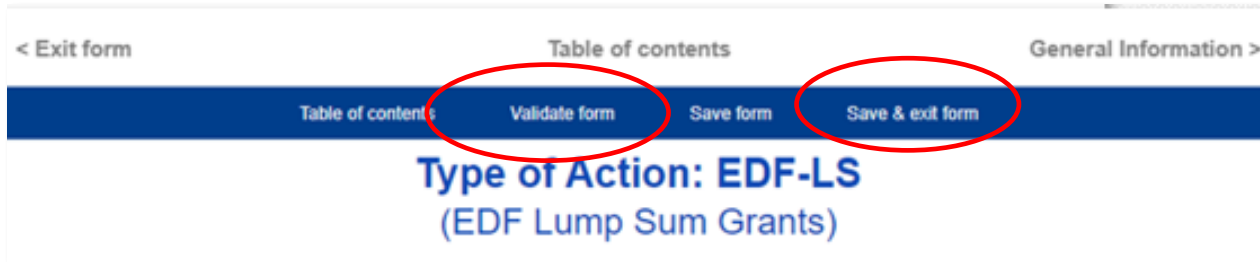 < Exit form Table of contents General Information >
Table of contents Validate form Save form Save & exit form
Type of Action: EDF-LS
(EDF Lump Sum Grants)